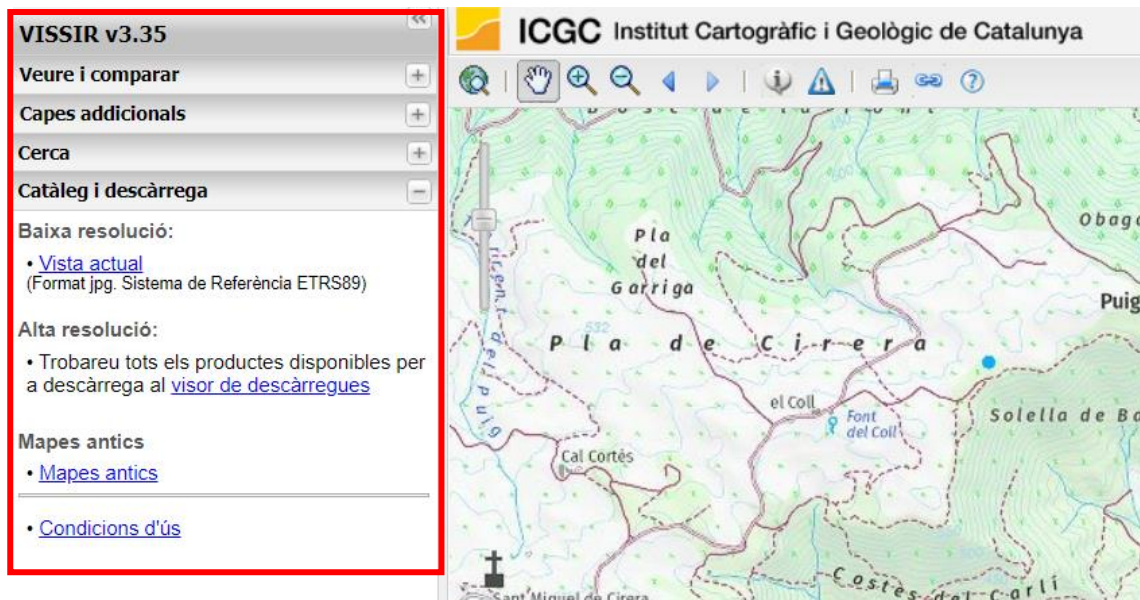 VISSIR v3.35
Veure i comparar
Capes addicionals
Cerca
Catàleg i descàrrega
Baixa resolució:
• Vista actual
(Format jpg. Sistema de Referència ETRS89)
Alta resolució:
• Trobareu tots els productes disponibles per
a descàrrega al visor de descàrregues
Mapes antics
• Mapes antics
• Condicions d'ús
ICGC Institut Cartogràfic i Geològic de Catalunya
Obaga
Pla
del
Garriga
Puig
532
Pla de Cirera
el Coll
Font
del Coll
Solella de Ba
Cal Cortès
Costes del Carlí
Sant Miquel de Cirera